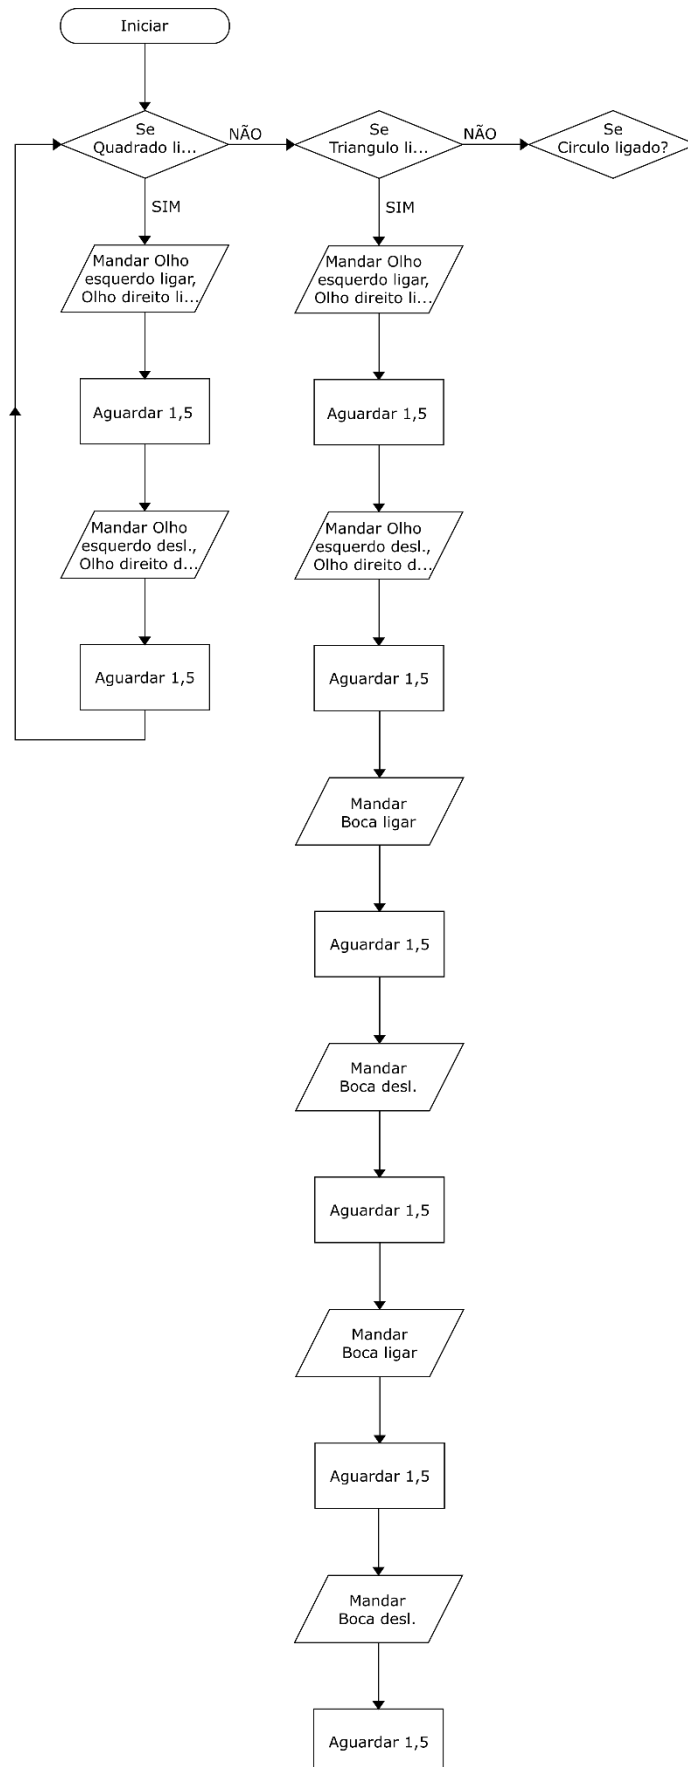 Iniciar
Se
Quadrado li...
NÃO
Se
Triangulo li...
NÃO
Se
Circulo ligado?
SIM
SIM
Mandar Olho
esquerdo ligar,
Olho direito li...
Mandar Olho
esquerdo ligar,
Olho direito li...
Aguardar 1,5
Aguardar 1,5
Mandar Olho
esquerdo desl.,
Olho direito d...
Mandar Olho
esquerdo desl.,
Olho direito d...
Aguardar 1,5
Aguardar 1,5
Mandar
Boca ligar
Aguardar 1,5
Mandar
Boca desl.
Aguardar 1,5
Mandar
Boca ligar
Aguardar 1,5
Mandar
Boca desl.
Aguardar 1,5